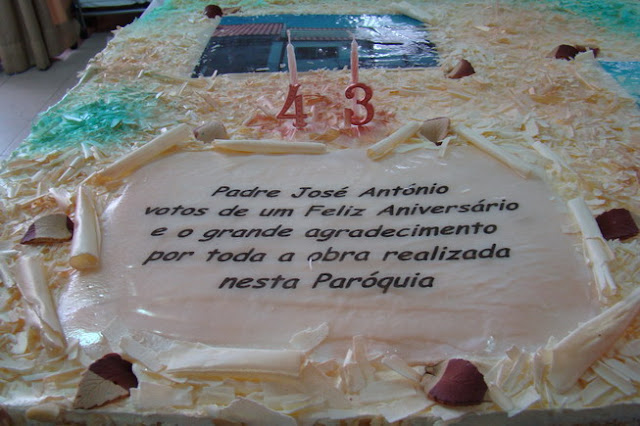 43
Padre José António
votos de um Feliz Aniversário
e o grande agradecimento
por toda a obra realizada
nesta Paróquia